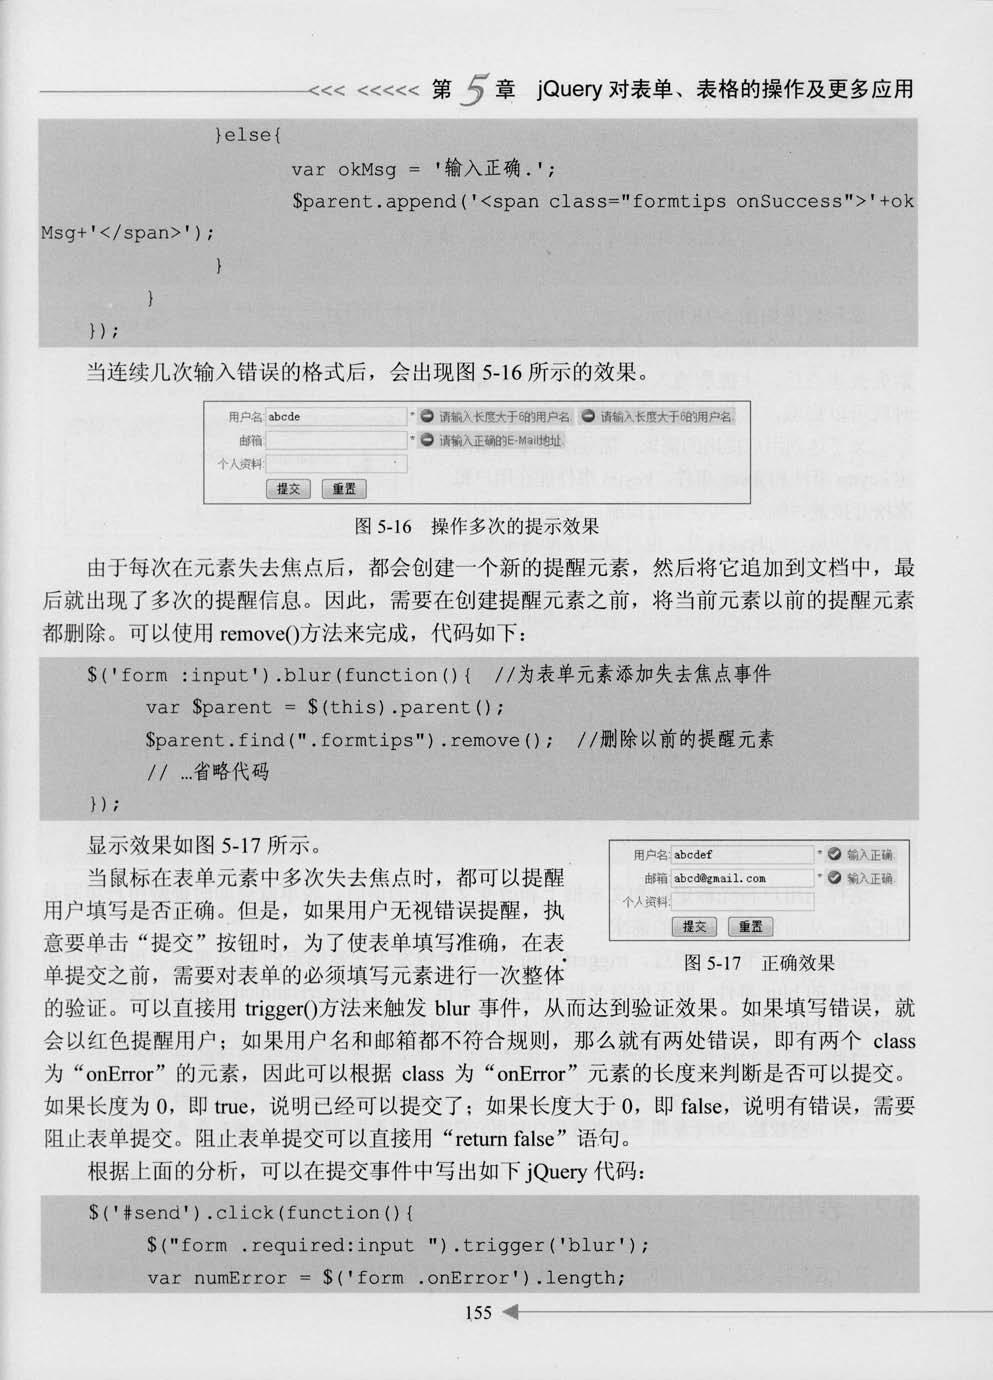 <<< <<<<< 第5章 jQuery 对表单、表格的操作及更多应用
}else{
var okMsg = '输入正确.';
$parent.append('<span class="formtips onSuccess">'+ok
Msg+'</span>');
}
}
});
当连续几次输入错误的格式后，会出现图 5-16 所示的效果。
用户名: abcde * 请输入长度大于6的用户名. 请输入长度大于6的用户名.
邮箱: * 请输入正确的E-Mail地址.
个人资料:
提交 重置
图 5-16 操作多次的提示效果
由于每次在元素失去焦点后，都会创建一个新的提醒元素，然后将它追加到文档中，最
后就出现了多次的提醒信息。因此，需要在创建提醒元素之前，将当前元素以前的提醒元素
都删除。可以使用 remove()方法来完成，代码如下：
$('form :input').blur(function(){ //为表单元素添加失去焦点事件
var $parent = $(this).parent();
$parent.find(".formtips").remove(); //删除以前的提醒元素
// …省略代码
});
显示效果如图 5-17 所示。
当鼠标在表单元素中多次失去焦点时，都可以提醒
用户填写是否正确。但是，如果用户无视错误提醒，执
意要单击“提交”按钮时，为了使表单填写准确，在表
单提交之前，需要对表单的必须填写元素进行一次整体
用户名: abcdef * 输入正确.
邮箱: abcd@gmail.com * 输入正确.
个人资料:
提交 重置
图 5-17 正确效果
的验证。可以直接用 trigger()方法来触发 blur 事件，从而达到验证效果。如果填写错误，就
会以红色提醒用户；如果用户名和邮箱都不符合规则，那么就有两处错误，即有两个 class
为“onError”的元素，因此可以根据 class 为“onError”元素的长度来判断是否可以提交。
如果长度为 0，即 true，说明已经可以提交了；如果长度大于 0，即 false，说明有错误，需要
阻止表单提交。阻止表单提交可以直接用“return false”语句。
根据上面的分析，可以在提交事件中写出如下 jQuery 代码：
$('#send').click(function(){
$("form .required:input ").trigger('blur');
var numError = $('form .onError').length;
155